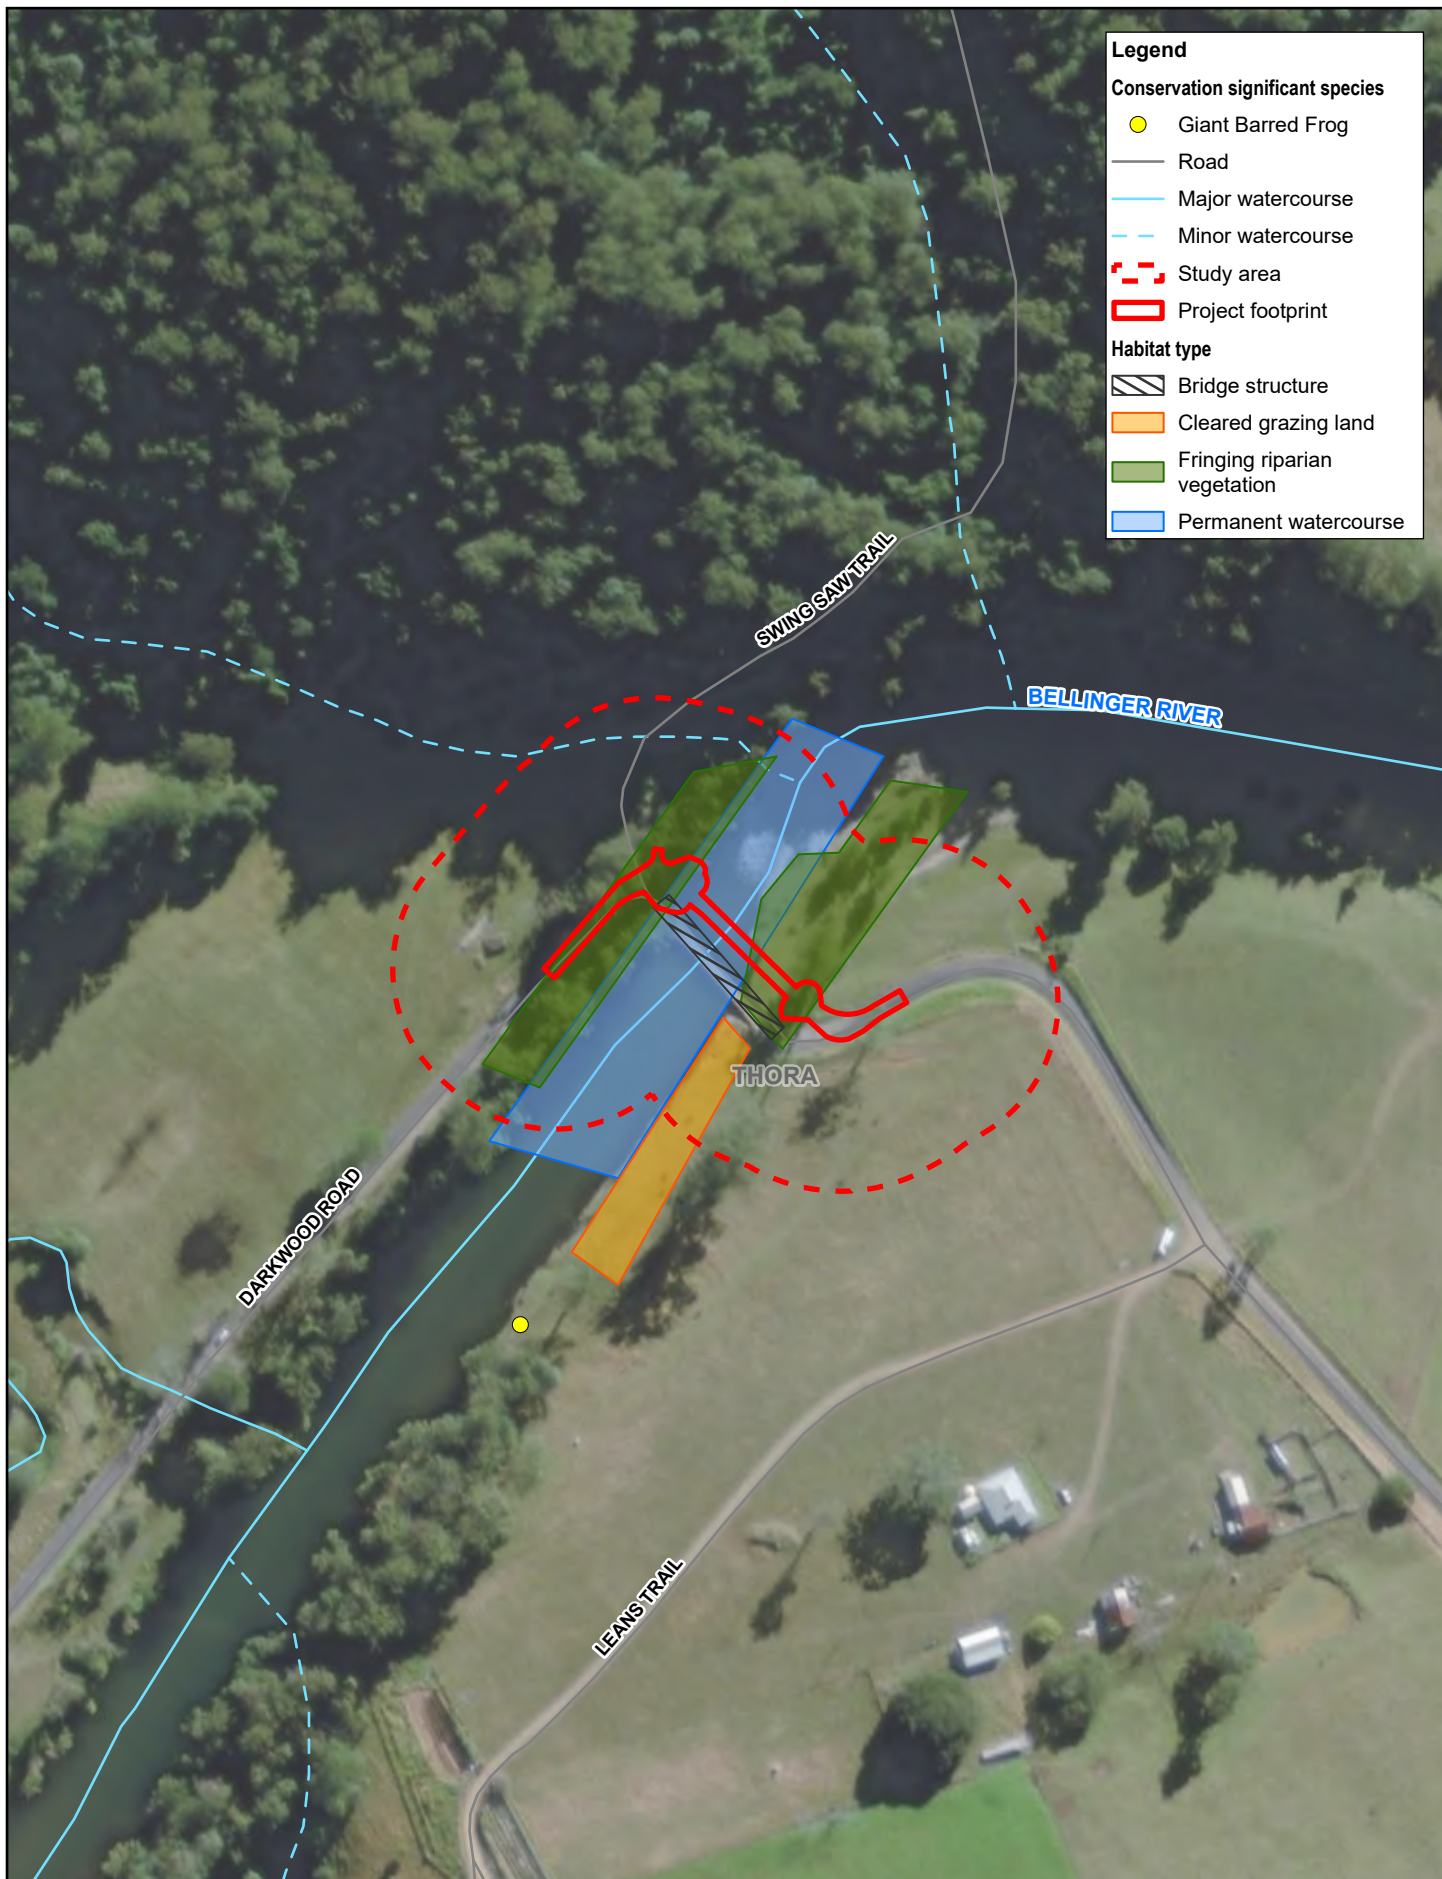 Legend
Conservation significant species
Giant Barred Frog
Road
Major watercourse
Minor watercourse
Study area
Project footprint
Habitat type
Bridge structure
Cleared grazing land
Fringing riparian
vegetation
Permanent watercourse
SWING SAW TRAIL
BELLINGER RIVER
THORA
DARKWOOD ROAD
LEANS TRAIL